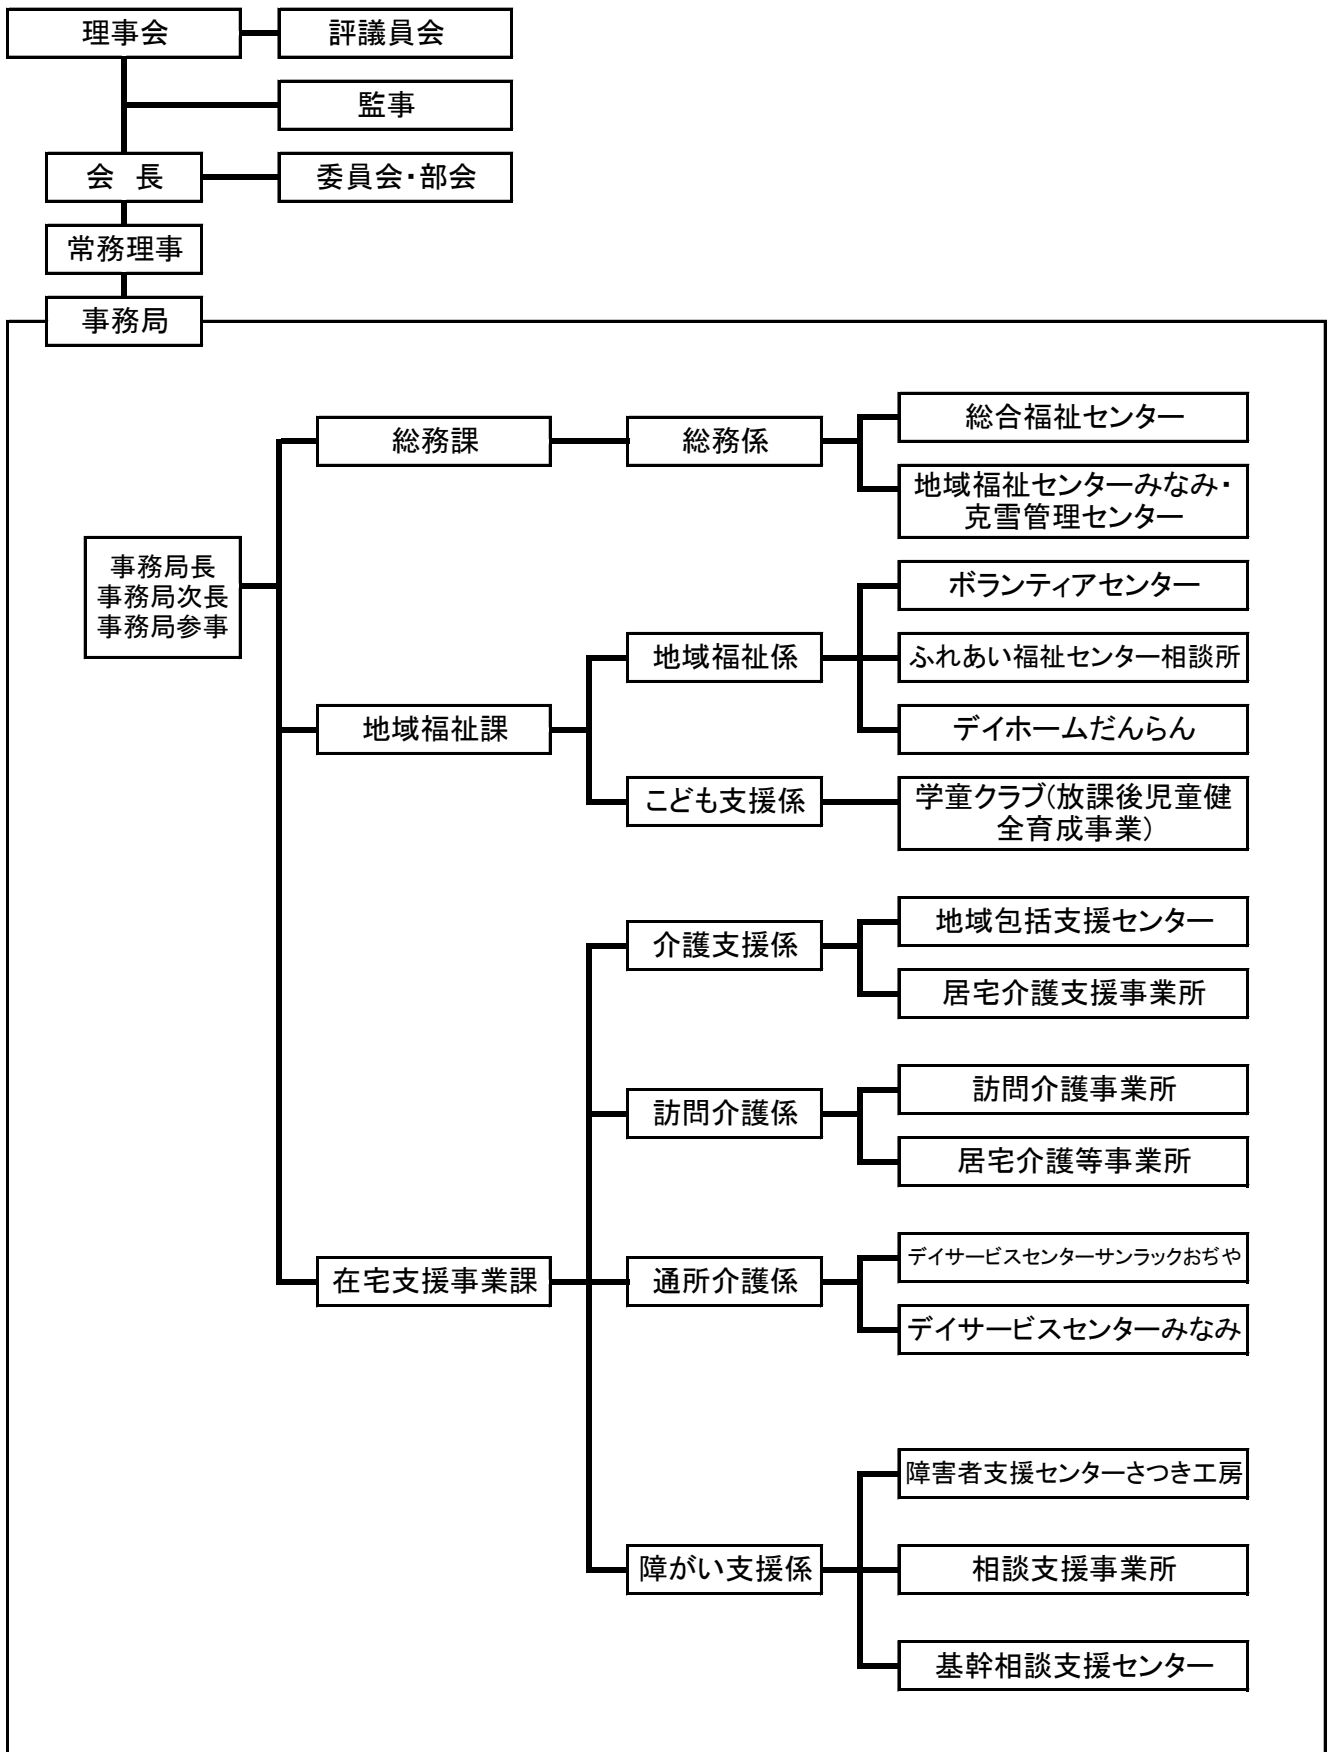 理事会
評議員会
監事
会　長
委員会・部会
常務理事
事務局
事務局長
事務局次長
事務局参事
総務課
総務係
総合福祉センター
地域福祉センターみなみ・
克雪管理センター
地域福祉課
地域福祉係
ボランティアセンター
ふれあい福祉センター相談所
デイホームだんらん
こども支援係
学童クラブ(放課後児童健
全育成事業)
在宅支援事業課
介護支援係
地域包括支援センター
居宅介護支援事業所
訪問介護係
訪問介護事業所
居宅介護等事業所
通所介護係
デイサービスセンターサンラックおぢや
デイサービスセンターみなみ
障がい支援係
障害者支援センターさつき工房
相談支援事業所
基幹相談支援センター